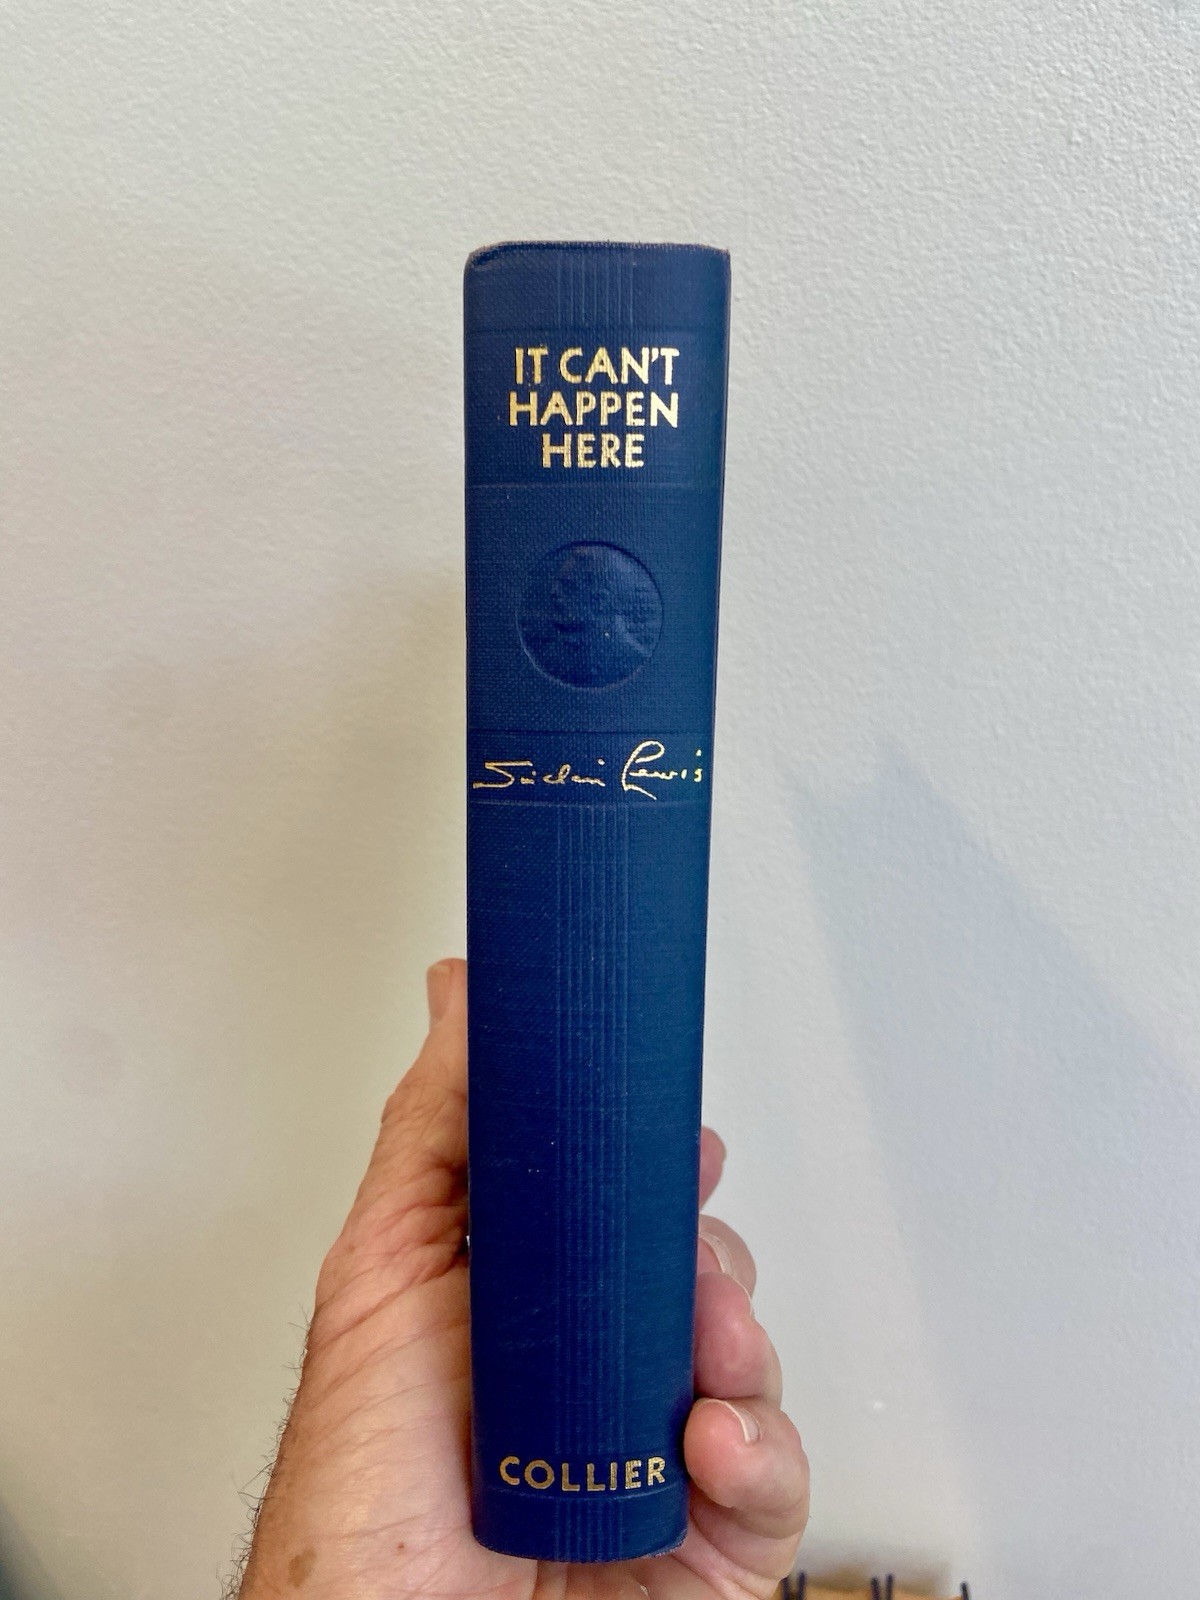 IT CAN'T
HAPPEN
HERE
Sinclair Lewis
COLLIER